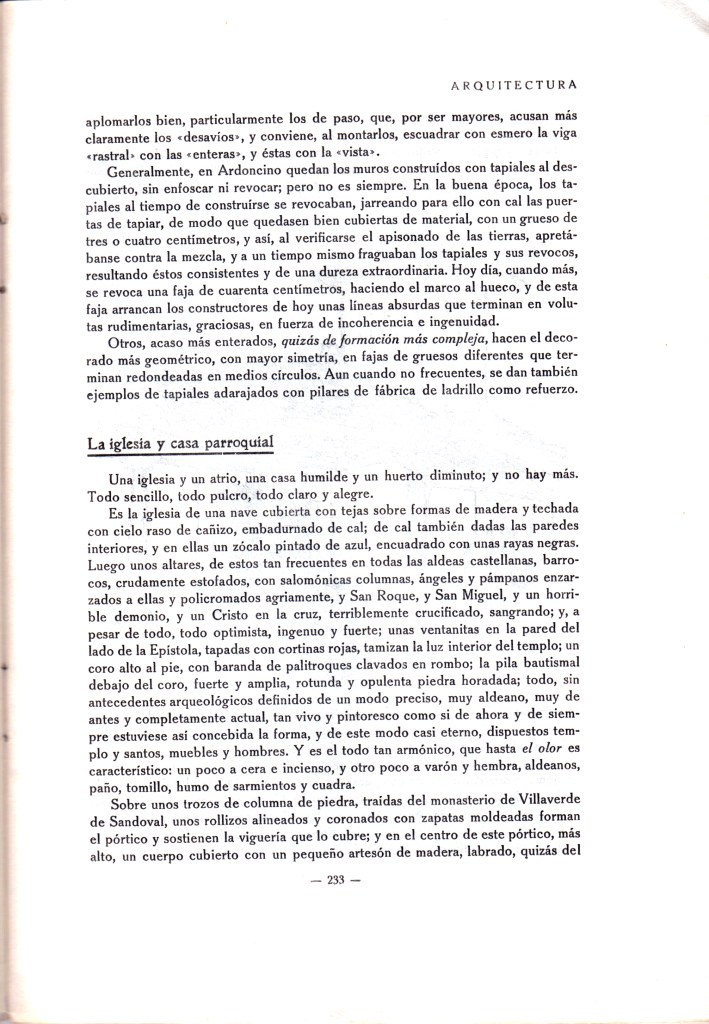 ARQUITECTURA
aplomarlos bien, particularmente los de paso, que, por ser mayores, acusan más
claramente los «desavíos», y conviene, al montarlos, escuadrar con esmero la viga
«rastral» con las «enteras», y éstas con la «vista».
Generalmente, en Ardoncino quedan los muros construídos con tapiales al des-
cubierto, sin enfoscar ni revocar; pero no es siempre. En la buena época, los ta-
piales al tiempo de construírse se revocaban, jarreando para ello con cal las puer-
tas de tapiar, de modo que quedasen bien cubiertas de material, con un grueso de
tres o cuatro centímetros, y así, al verificarse el apisonado de las tierras, apretá-
banse contra la mezcla, y a un tiempo mismo fraguaban los tapiales y sus revocos,
resultando éstos consistentes y de una dureza extraordinaria. Hoy día, cuando más,
se revoca una faja de cuarenta centímetros, haciendo el marco al hueco, y de esta
faja arrancan los constructores de hoy unas líneas absurdas que terminan en volu-
tas rudimentarias, graciosas, en fuerza de incoherencia e ingenuidad.
Otros, acaso más enterados, quizás de formación más compleja, hacen el deco-
rado más geométrico, con mayor simetría, en fajas de gruesos diferentes que ter-
minan redondeadas en medios círculos. Aun cuando no frecuentes, se dan también
ejemplos de tapiales adarajados con pilares de fábrica de ladrillo como refuerzo.
La iglesia y casa parroquial
Una iglesia y un atrio, una casa humilde y un huerto diminuto; y no hay más.
Todo sencillo, todo pulcro, todo claro y alegre.
Es la iglesia de una nave cubierta con tejas sobre formas de madera y techada
con cielo raso de cañizo, embadurnado de cal; de cal también dadas las paredes
interiores, y en ellas un zócalo pintado de azul, encuadrado con unas rayas negras.
Luego unos altares, de estos tan frecuentes en todas las aldeas castellanas, barro-
cos, crudamente estofados, con salomónicas columnas, ángeles y pámpanos enzar-
zados a ellas y policromados agriamente, y San Roque, y San Miguel, y un horri-
ble demonio, y un Cristo en la cruz, terriblemente crucificado, sangrando; y, a
pesar de todo, todo optimista, ingenuo y fuerte; unas ventanitas en la pared del
lado de la Epístola, tapadas con cortinas rojas, tamizan la luz interior del templo; un
coro alto al pie, con baranda de palitroques clavados en rombo; la pila bautismal
debajo del coro, fuerte y amplia, rotunda y opulenta piedra horadada; todo, sin
antecedentes arqueológicos definidos de un modo preciso, muy aldeano, muy de
antes y completamente actual, tan vivo y pintoresco como si de ahora y de siem-
pre estuviese así concebida la forma, y de este modo casi eterno, dispuestos tem-
plo y santos, muebles y hombres. Y es el todo tan armónico, que hasta el olor es
característico: un poco a cera e incienso, y otro poco a varón y hembra, aldeanos,
paño, tomillo, humo de sarmientos y cuadra.
Sobre unos trozos de columna de piedra, traídas del monasterio de Villaverde
de Sandoval, unos rollizos alineados y coronados con zapatas moldeadas forman
el pórtico y sostienen la viguería que lo cubre; y en el centro de este pórtico, más
alto, un cuerpo cubierto con un pequeño artesón de madera, labrado, quizás del
— 233 —